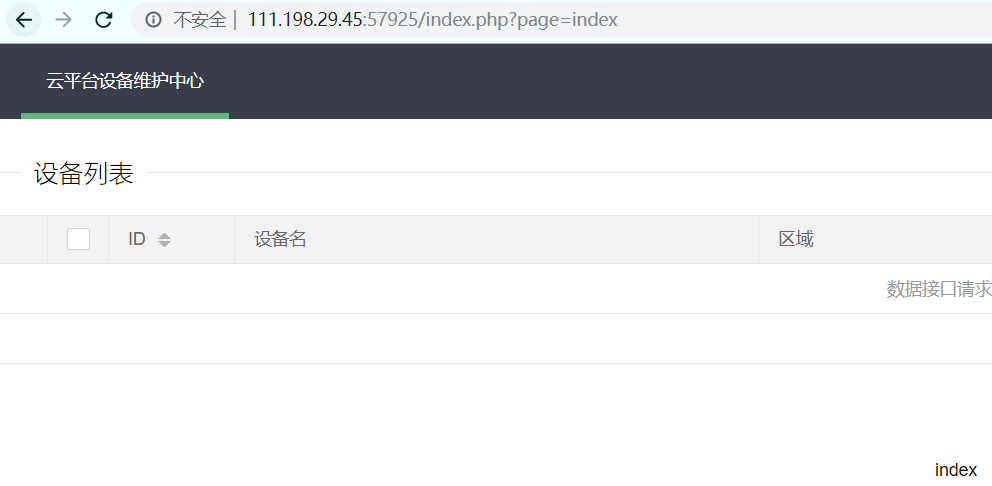 不安全 | 111.198.29.45:57925/index.php?page=index
云平台设备维护中心
设备列表
ID 设备名 区域
数据接口请求
index